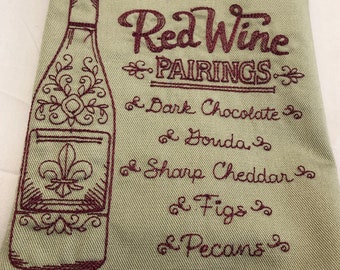 Red Wine
PAIRINGS
Dark Chocolate
Gouda
Sharp Cheddar
Figs
Pecans